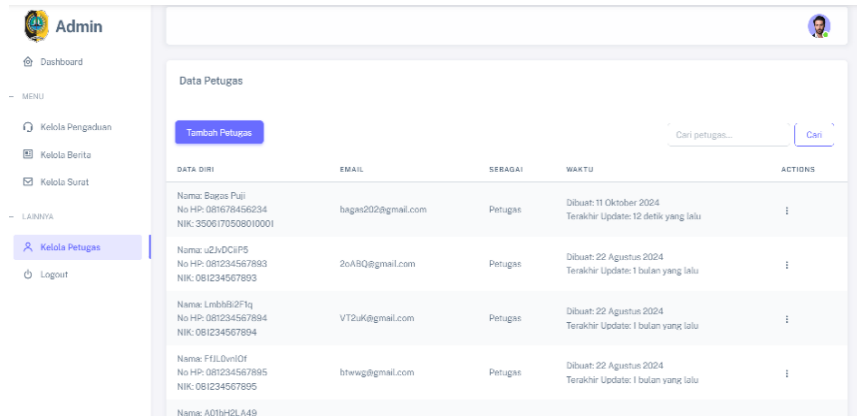 Admin
Dashboard
MENU
Kelola Pengaduan
Kelola Berita
Kelola Surat
LAINNYA
Kelola Petugas
Logout
Data Petugas
Tambah Petugas
Cari petugas...
Cari
DATA DIRI EMAIL SEBAGAI WAKTU ACTIONS
Nama: Bagas Puji
No HP: 081678456234
NIK: 3506170508010001
bagas202@gmail.com
Petugas
Dibuat: 11 Oktober 2024
Terakhir Update: 12 detik yang lalu
Nama: u2JvDCiiP5
No HP: 081234567893
NIK: 081234567893
2oABQ@gmail.com
Petugas
Dibuat: 22 Agustus 2024
Terakhir Update: 1 bulan yang lalu
Nama: LmbbBi2F1q
No HP: 081234567894
NIK: 081234567894
VT2uK@gmail.com
Petugas
Dibuat: 22 Agustus 2024
Terakhir Update: 1 bulan yang lalu
Nama: FfJL0vnIOf
No HP: 081234567895
NIK: 081234567895
btwwg@gmail.com
Petugas
Dibuat: 22 Agustus 2024
Terakhir Update: 1 bulan yang lalu
Nama: A01bH2LA49